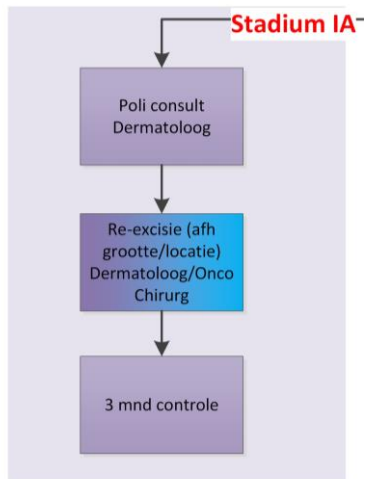 Stadium IA
Poli consult
Dermatoloog
Re-excisie (afh
grootte/locatie)
Dermatoloog/Onco
Chirurg
3 mnd controle